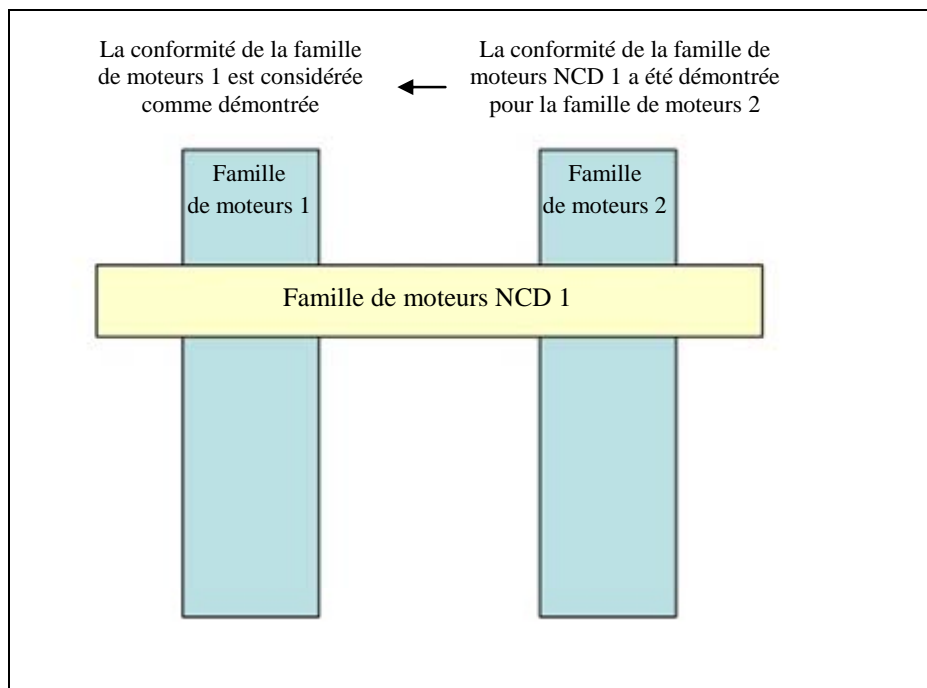 La conformité de la famille
de moteurs 1 est considérée
comme démontrée
La conformité de la famille de
moteurs NCD 1 a été démontrée
pour la famille de moteurs 2
Famille
de moteurs 1
Famille
de moteurs 2
Famille de moteurs NCD 1